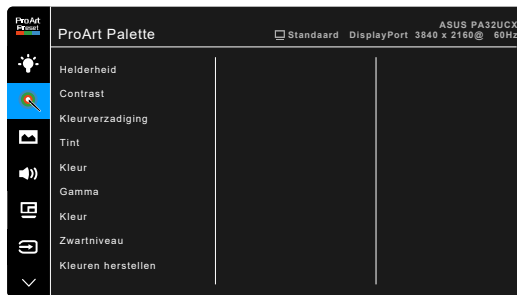 ProArt
Preset
ProArt Palette
ASUS PA32UCX
Standaard DisplayPort 3840 x 2160@ 60Hz
Helderheid
Contrast
Kleurverzadiging
Tint
Kleur
Gamma
Kleur
Zwartniveau
Kleuren herstellen